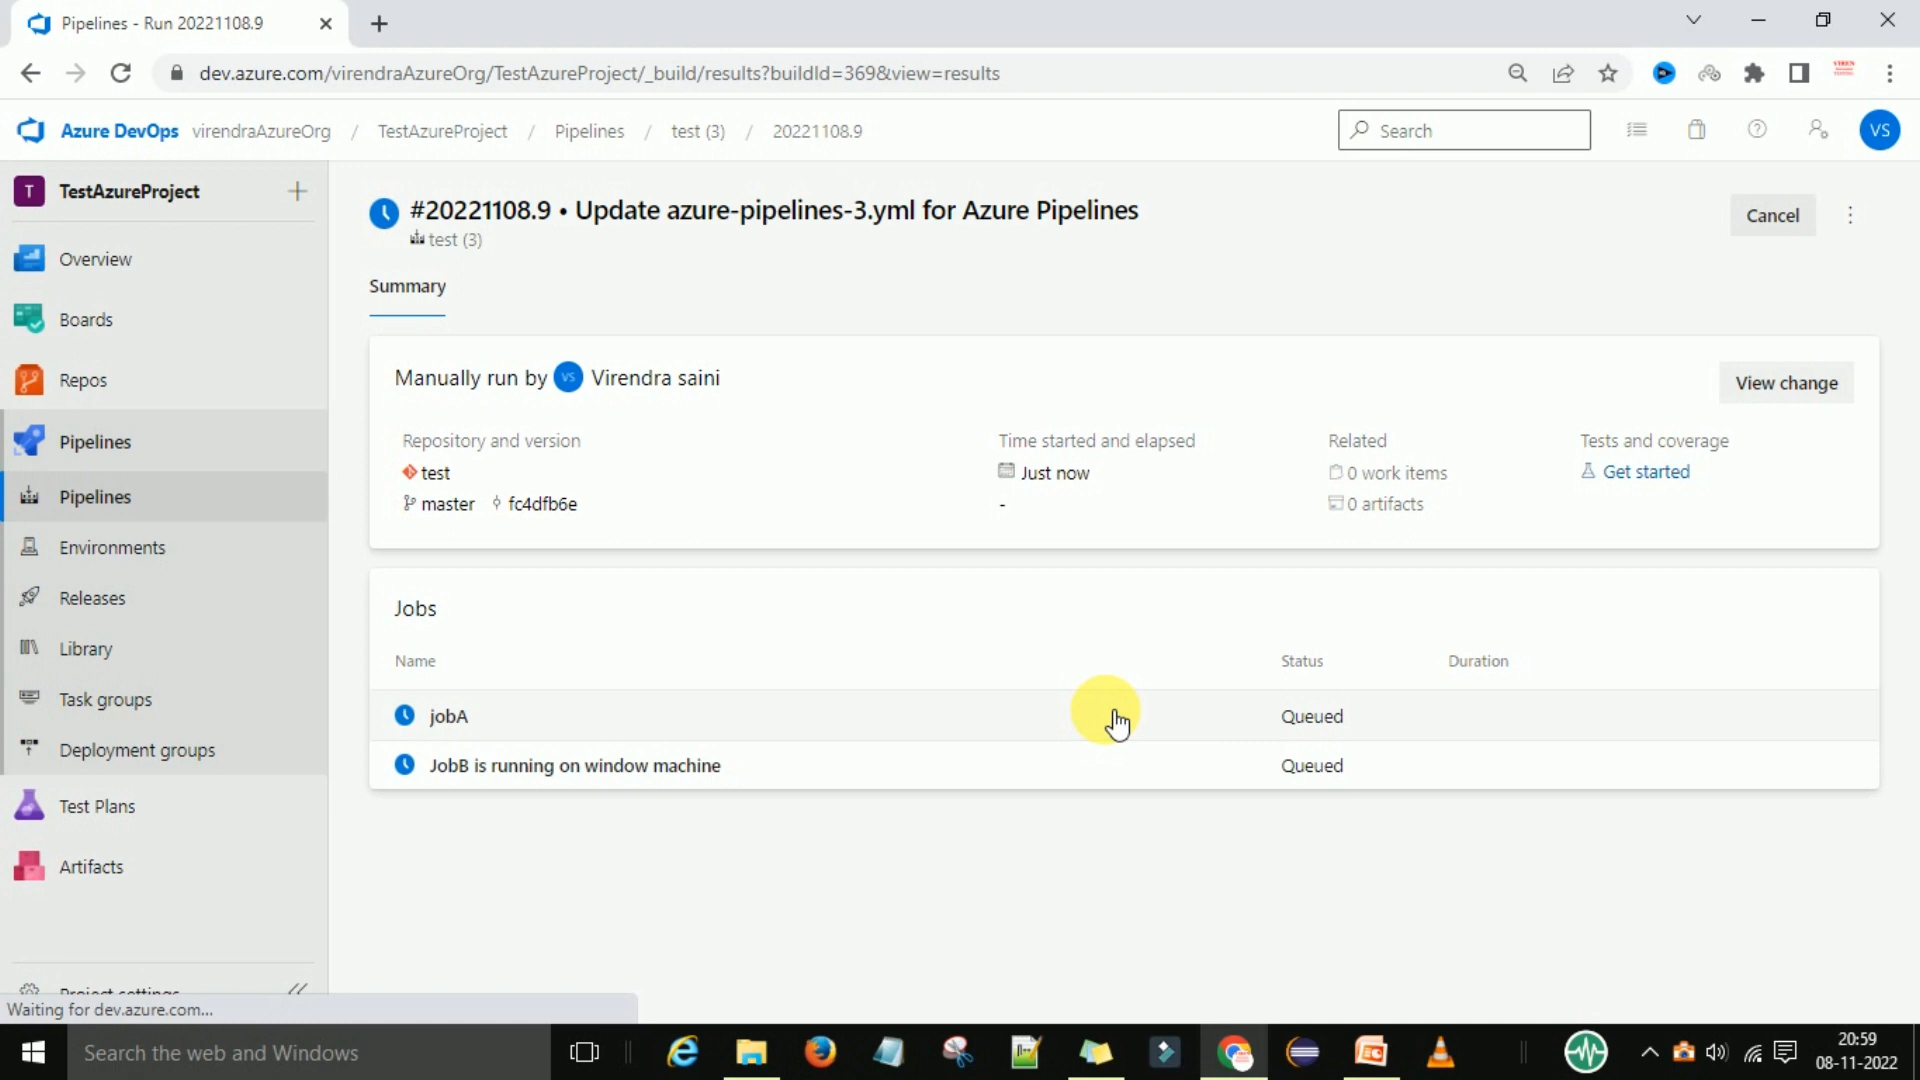 Pipelines - Run 20221108.9
dev.azure.com/virendraAzureOrg/TestAzureProject/_build/results?buildId=369&view=results
VIREN
Azure DevOps virendraAzureOrg / TestAzureProject / Pipelines / test (3) / 20221108.9
Search
VS
T TestAzureProject
Overview
Boards
Repos
Pipelines
Pipelines
Environments
Releases
Library
Task groups
Deployment groups
Test Plans
Artifacts
Project settings
Waiting for dev.azure.com...
#20221108.9 • Update azure-pipelines-3.yml for Azure Pipelines
test (3)
Cancel
Summary
Manually run by VS Virendra saini
View change
Repository and version
test
master fc4dfb6e
Time started and elapsed
Just now
-
Related
0 work items
0 artifacts
Tests and coverage
Get started
Jobs
Name Status Duration
jobA Queued
JobB is running on window machine Queued
Search the web and Windows
20:59
08-11-2022